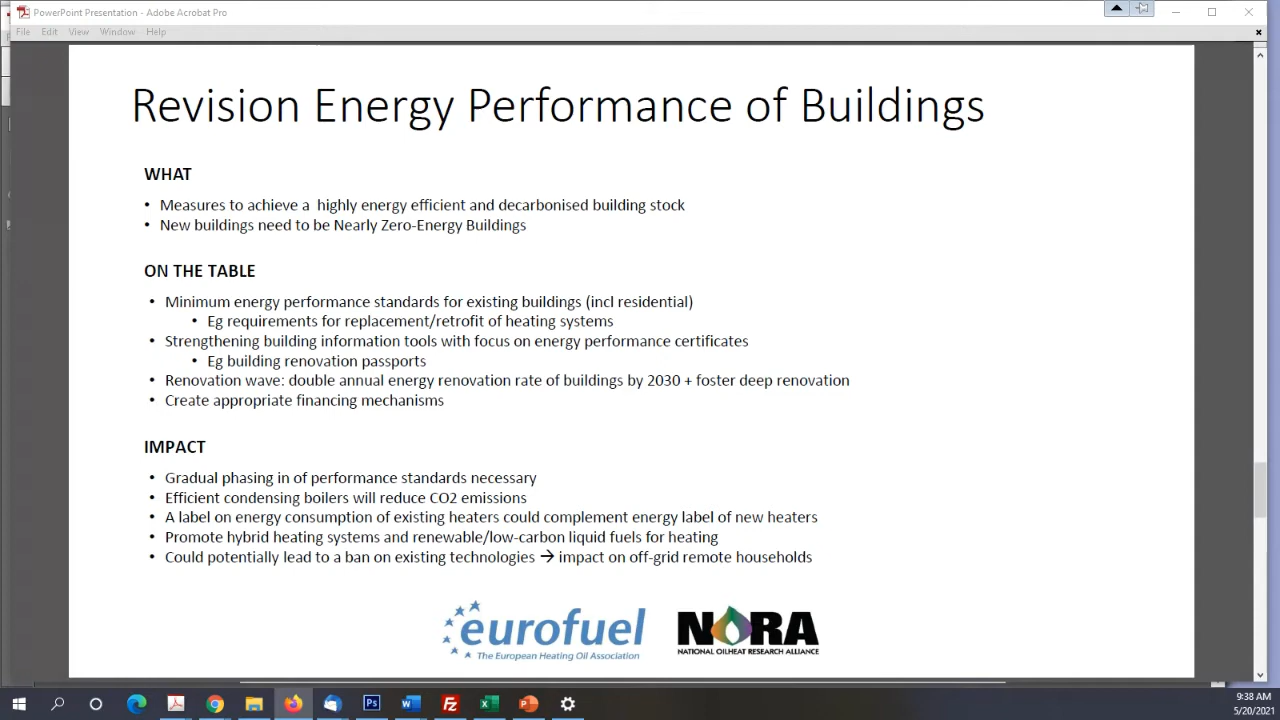 PowerPoint Presentation - Adobe Acrobat Pro
File Edit View Window Help
Revision Energy Performance of Buildings
WHAT
• Measures to achieve a highly energy efficient and decarbonised building stock
• New buildings need to be Nearly Zero-Energy Buildings
ON THE TABLE
• Minimum energy performance standards for existing buildings (incl residential)
• Eg requirements for replacement/retrofit of heating systems
• Strengthening building information tools with focus on energy performance certificates
• Eg building renovation passports
• Renovation wave: double annual energy renovation rate of buildings by 2030 + foster deep renovation
• Create appropriate financing mechanisms
IMPACT
• Gradual phasing in of performance standards necessary
• Efficient condensing boilers will reduce CO2 emissions
• A label on energy consumption of existing heaters could complement energy label of new heaters
• Promote hybrid heating systems and renewable/low-carbon liquid fuels for heating
• Could potentially lead to a ban on existing technologies → impact on off-grid remote households
eurofuel
The European Heating Oil Association
NORA
NATIONAL OILHEAT RESEARCH ALLIANCE
9:38 AM
5/20/2021